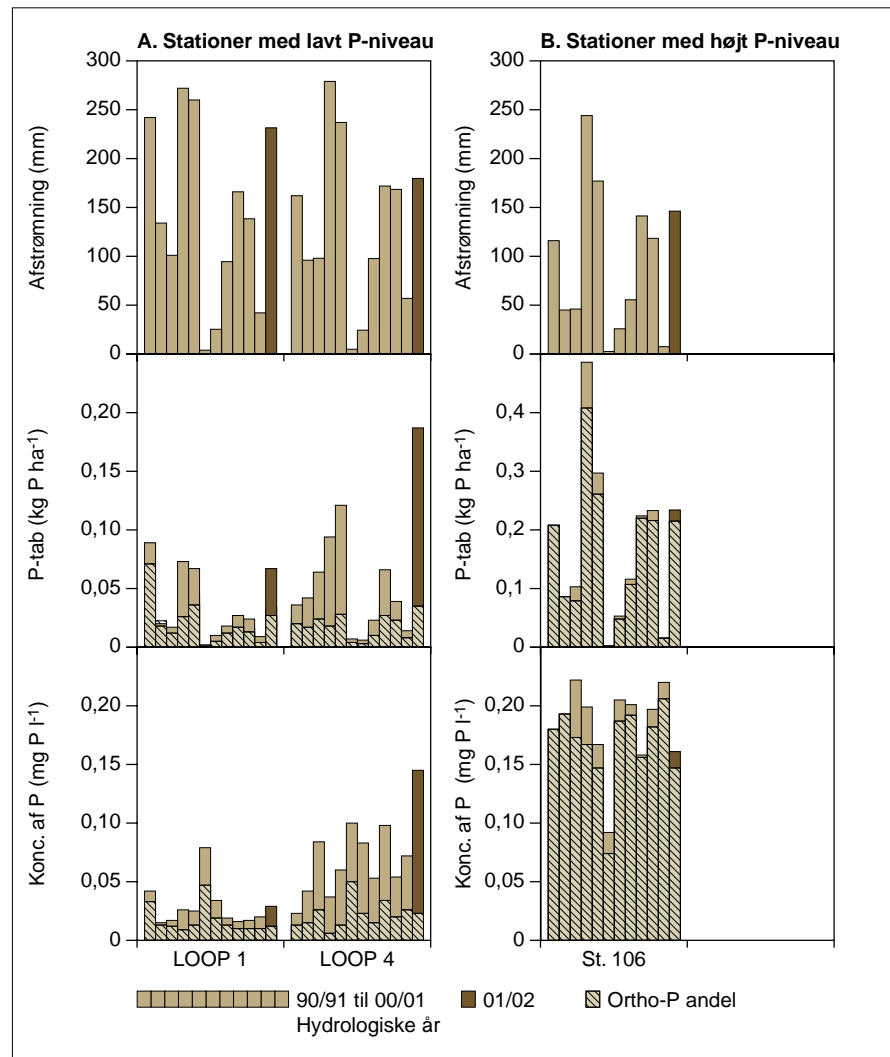 A. Stationer med lavt P-niveau
B. Stationer med højt P-niveau
Afstrømning (mm)
300
250
200
150
100
50
0
Afstrømning (mm)
300
250
200
150
100
50
0
P-tab (kg P ha-1)
0,20
0,15
0,10
0,05
0
P-tab (kg P ha-1)
0,4
0,3
0,2
0,1
0
Konc. af P (mg P l-1)
0,20
0,15
0,10
0,05
0
Konc. af P (mg P l-1)
0,20
0,15
0,10
0,05
0
LOOP 1
LOOP 4
St. 106
90/91 til 00/01
Hydrologiske år
01/02
Ortho-P andel